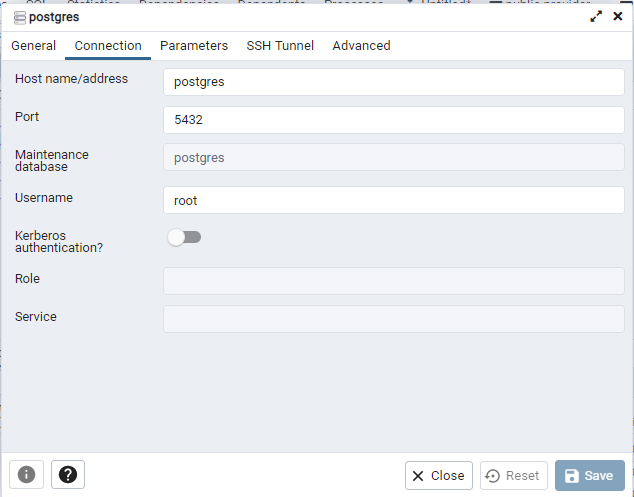 postgres
General Connection Parameters SSH Tunnel Advanced
Host name/address postgres
Port 5432
Maintenance
database
postgres
Username root
Kerberos
authentication?
Role
Service
Close Reset Save